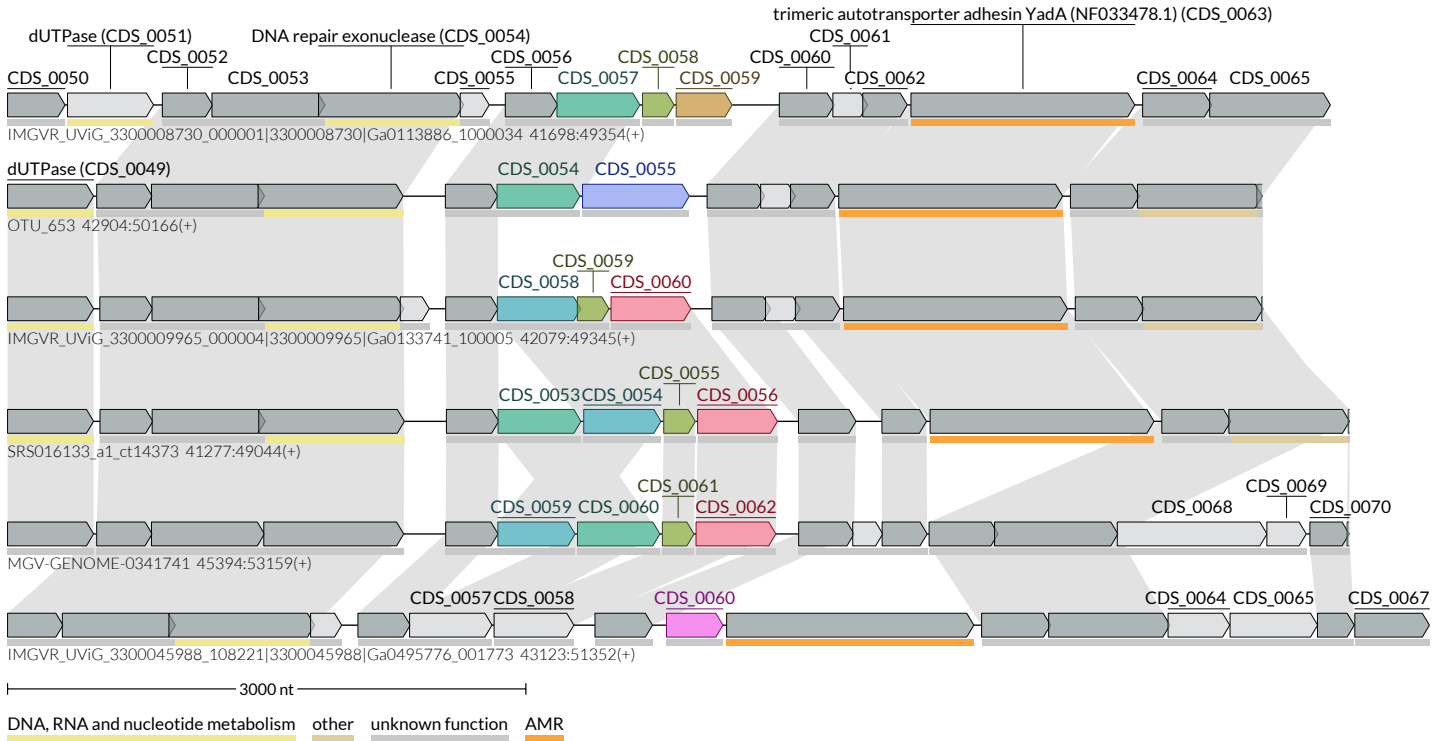 trimeric autotransporter adhesin YadA (NF033478.1) (CDS_0063)
dUTPase (CDS_0051) DNA repair exonuclease (CDS_0054) CDS_0061
CDS_0052 CDS_0056 CDS_0058 CDS_0060
CDS_0050 CDS_0053 CDS_0055 CDS_0057 CDS_0059 CDS_0062 CDS_0064 CDS_0065
IMGVR_UViG_3300008730_000001|3300008730|Ga0113886_1000034 41698:49354(+)
dUTPase (CDS_0049) CDS_0054 CDS_0055
OTU_653 42904:50166(+)
CDS_0059
CDS_0058 CDS_0060
IMGVR_UViG_3300009965_000004|3300009965|Ga0133741_100005 42079:49345(+)
CDS_0055
CDS_0053 CDS_0054 CDS_0056
SRS016133_a1_ct14373 41277:49044(+)
CDS_0061 CDS_0069
CDS_0059 CDS_0060 CDS_0062 CDS_0068 CDS_0070
MGV-GENOME-0341741 45394:53159(+)
CDS_0057 CDS_0058 CDS_0060 CDS_0064 CDS_0065 CDS_0067
IMGVR_UViG_3300045988_108221|3300045988|Ga0495776_001773 43123:51352(+)
3000 nt
DNA, RNA and nucleotide metabolism other unknown function AMR